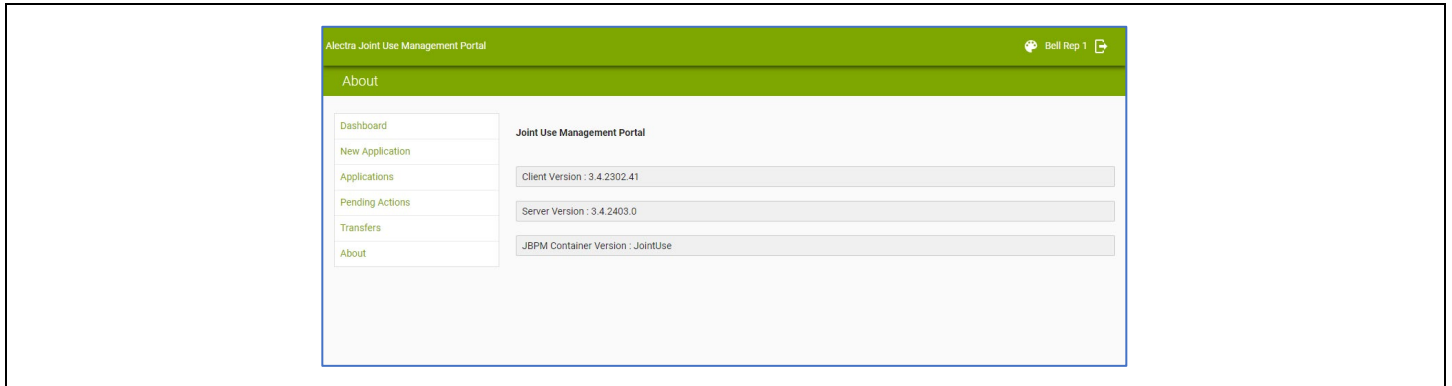 Alectra Joint Use Management Portal
Bell Rep 1
About
Dashboard
New Application
Applications
Pending Actions
Transfers
About
Joint Use Management Portal
Client Version : 3.4.2302.41
Server Version : 3.4.2403.0
JBPM Container Version : JointUse